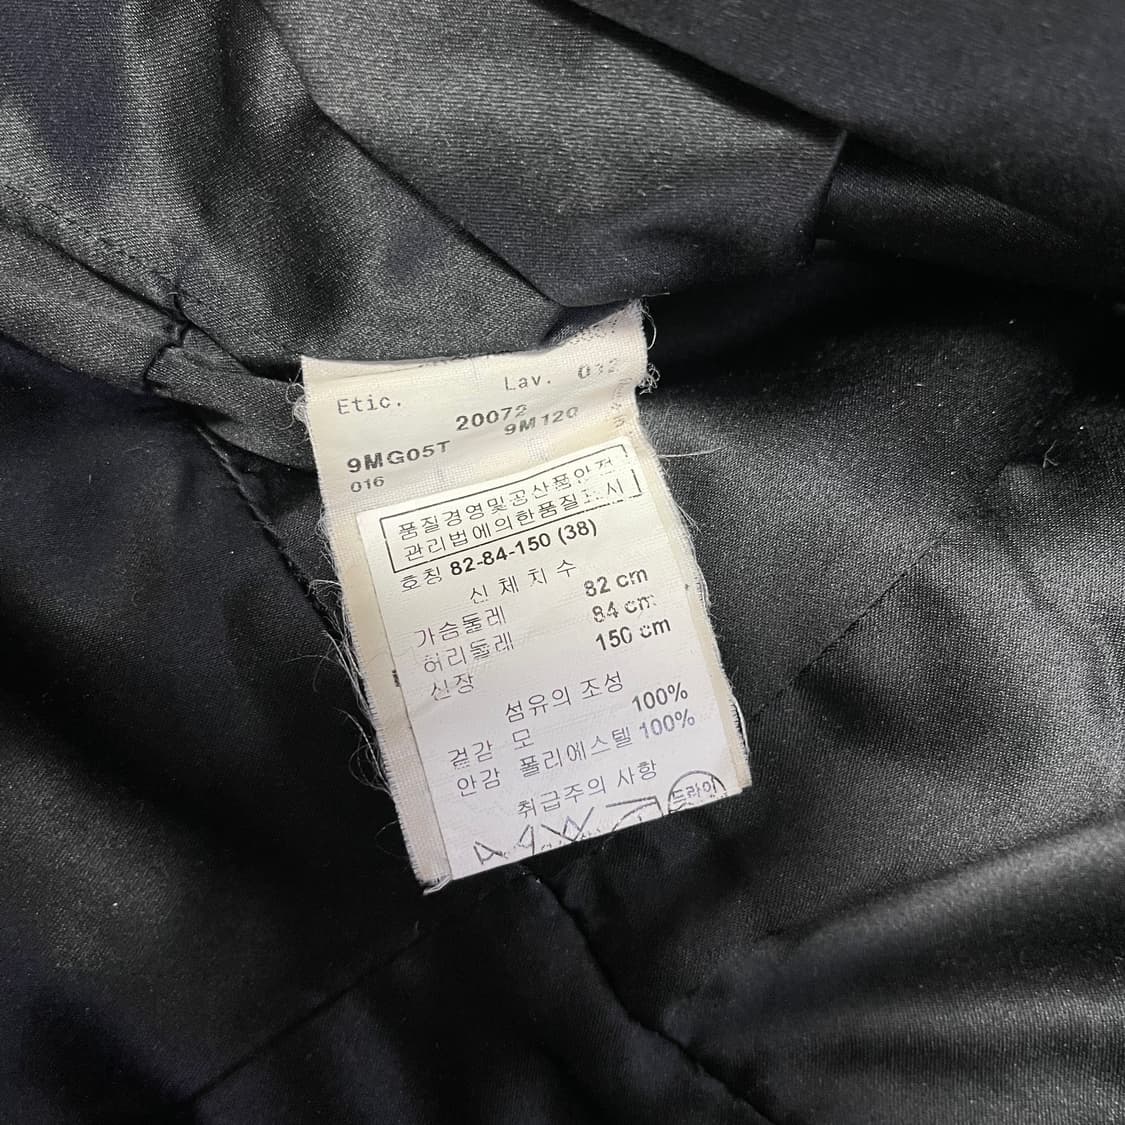 Etic. Lav. 032
20072
9MG05T 9M120
016
품질경영및공산품안전
관리법에의한품질표시
호칭 82-84-150 (38)
신 체 치 수
가슴둘레 82 cm
허리둘레 84 cm
신장 150 cm
섬유의 조성
겉감 모 100%
안감 폴리에스텔 100%
취급주의 사항
드라이